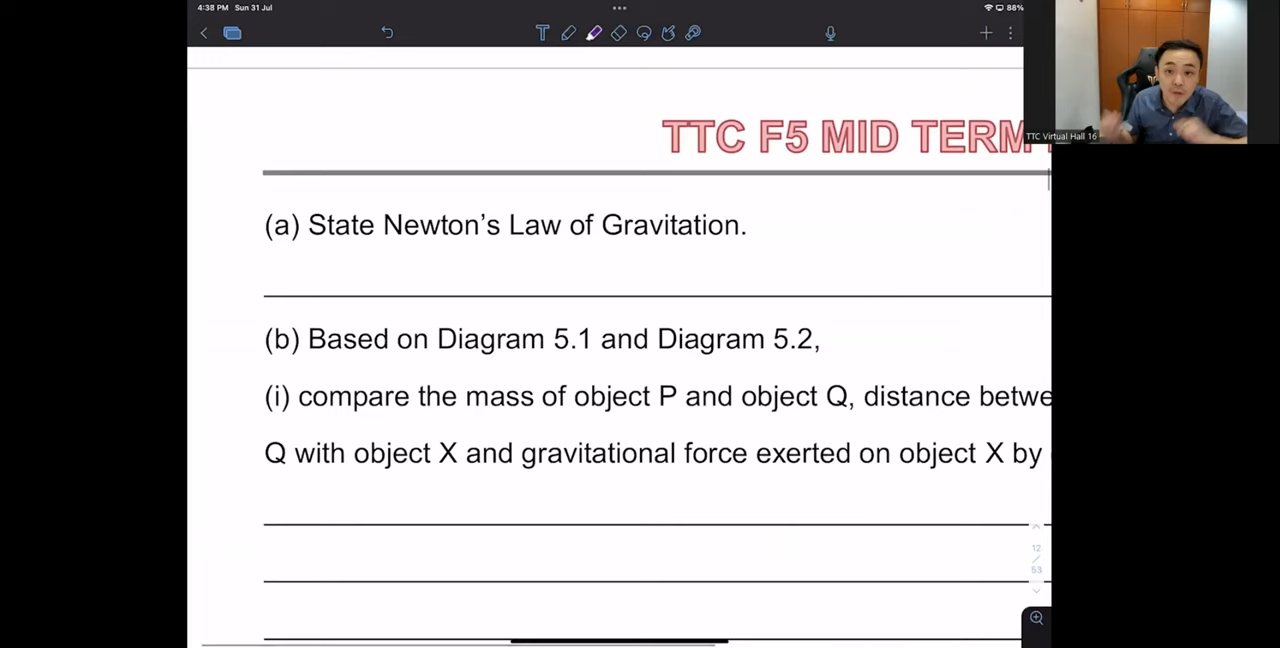 4:38 PM Sun 31 Jul
88%
TTC Virtual Hall 16
TTC F5 MID TERM
(a) State Newton's Law of Gravitation.
(b) Based on Diagram 5.1 and Diagram 5.2,
(i) compare the mass of object P and object Q, distance betwe
Q with object X and gravitational force exerted on object X by
12
/
53